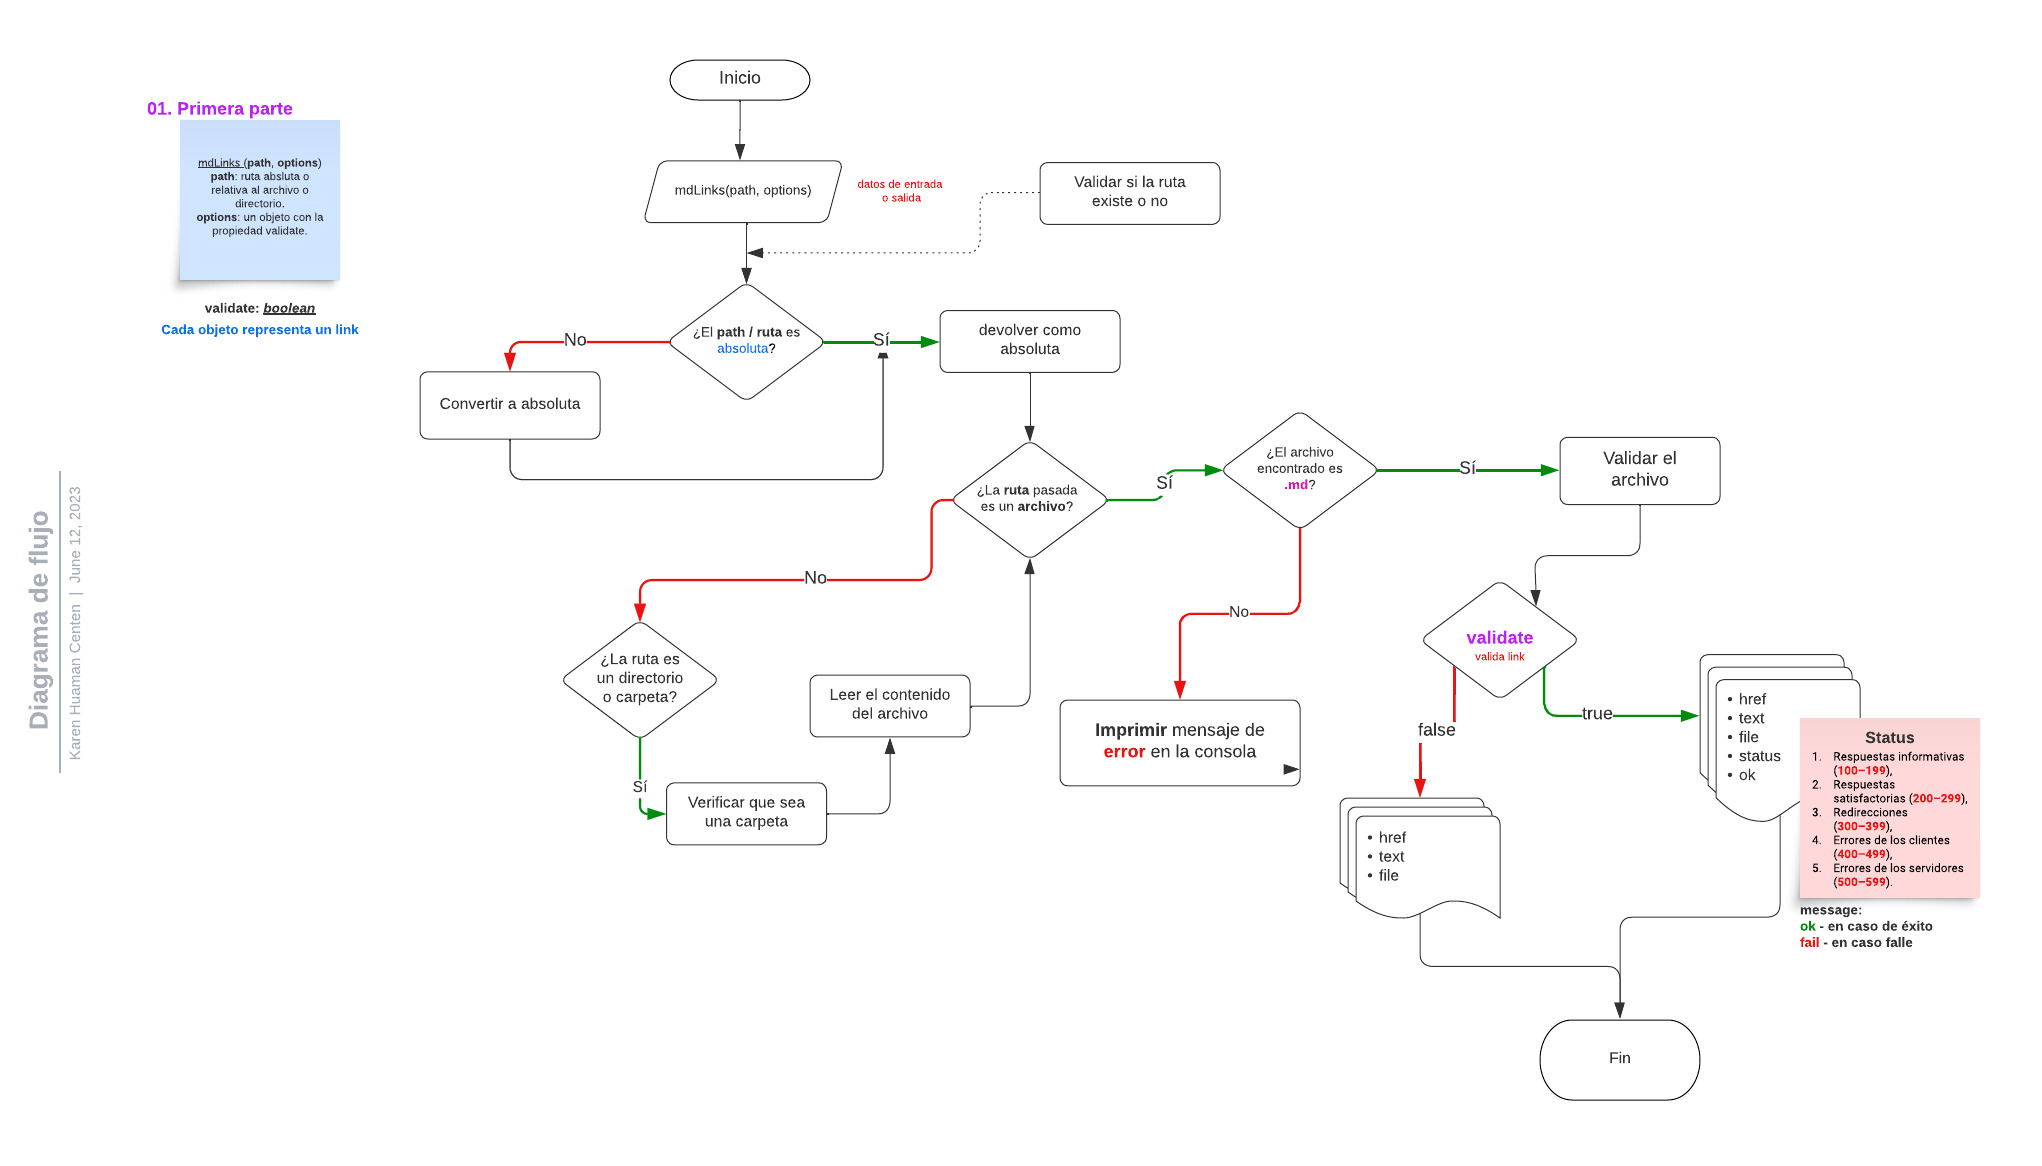 Diagrama de flujo
Karen Huaman Centen | June 12, 2023
01. Primera parte
mdLinks (path, options)
path: ruta absluta o
relativa al archivo o
directorio.
options: un objeto con la
propiedad validate.
validate: boolean
Cada objeto representa un link
Inicio
mdLinks(path, options)
datos de entrada
o salida
Validar si la ruta
existe o no
¿El path / ruta es
absoluta?
No
Sí
Convertir a absoluta
devolver como
absoluta
¿La ruta pasada
es un archivo?
Sí
No
¿El archivo
encontrado es
.md?
Sí
No
Validar el
archivo
¿La ruta es
un directorio
o carpeta?
Sí
Verificar que sea
una carpeta
Leer el contenido
del archivo
Imprimir mensaje de
error en la consola
validate
valida link
false
true
• href
• text
• file
• href
• text
• file
• status
• ok
Status
1. Respuestas informativas
(100–199),
2. Respuestas
satisfactorias (200–299),
3. Redirecciones
(300–399),
4. Errores de los clientes
(400–499),
5. Errores de los servidores
(500–599).
message:
ok - en caso de éxito
fail - en caso falle
Fin